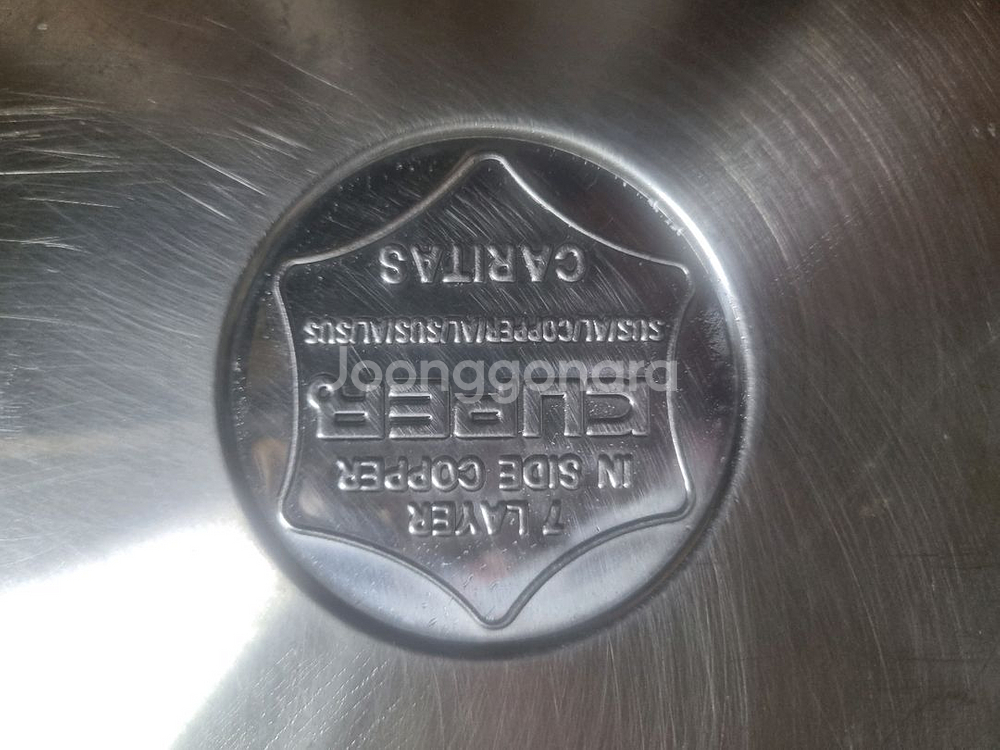 7 LAYER
IN SIDE COPPER
CUPER
SUS/AL/COPPER/AL/SUS/AL/SUS
CARITAS
Joonggonara